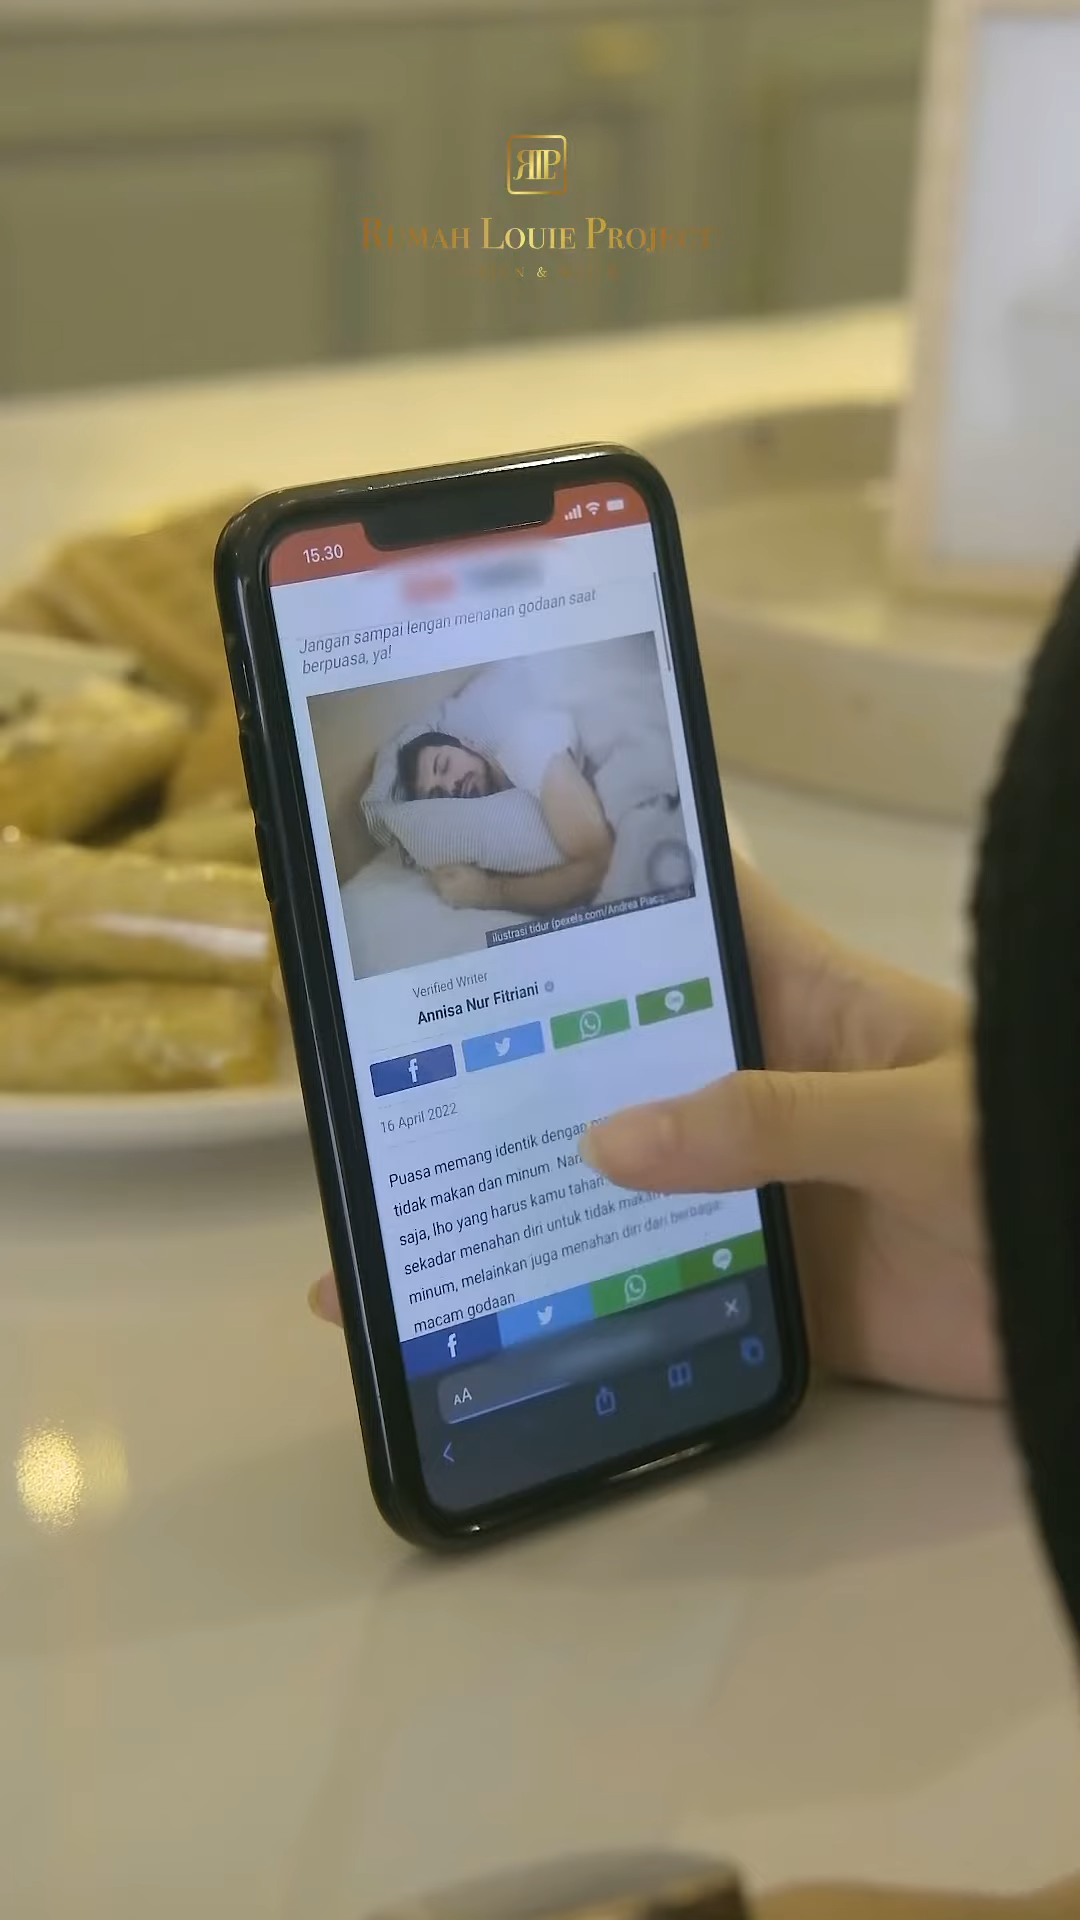 RLP
RUMAH LOUIE PROJECT
&
15.30
Jangan sampai lengan menahan godaan saat
berpuasa, ya!
ilustrasi tidur (pexels.com/Andrea
Verified Writer
Annisa Nur Fitriani
16 April 2022
Puasa memang identik dengan
tidak makan dan minum.
saja, lho yang harus kamu tahan
sekadar menahan diri untuk tidak makan
minum, melainkan juga menahan diri dari berbagai
macam godaan
AA